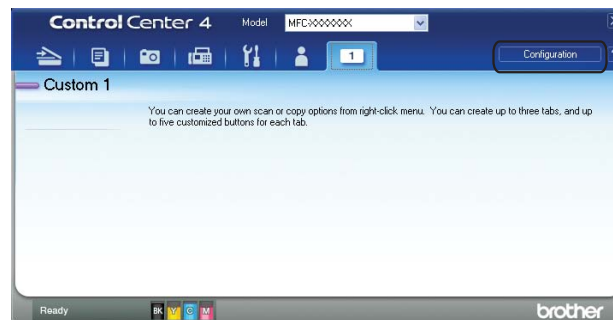 Control Center 4 Model MFC-XXXXXX
1 Configuration
Custom 1
You can create your own scan or copy options from right-click menu. You can create up to three tabs, and up
to five customized buttons for each tab.
Ready BK Y C M brother